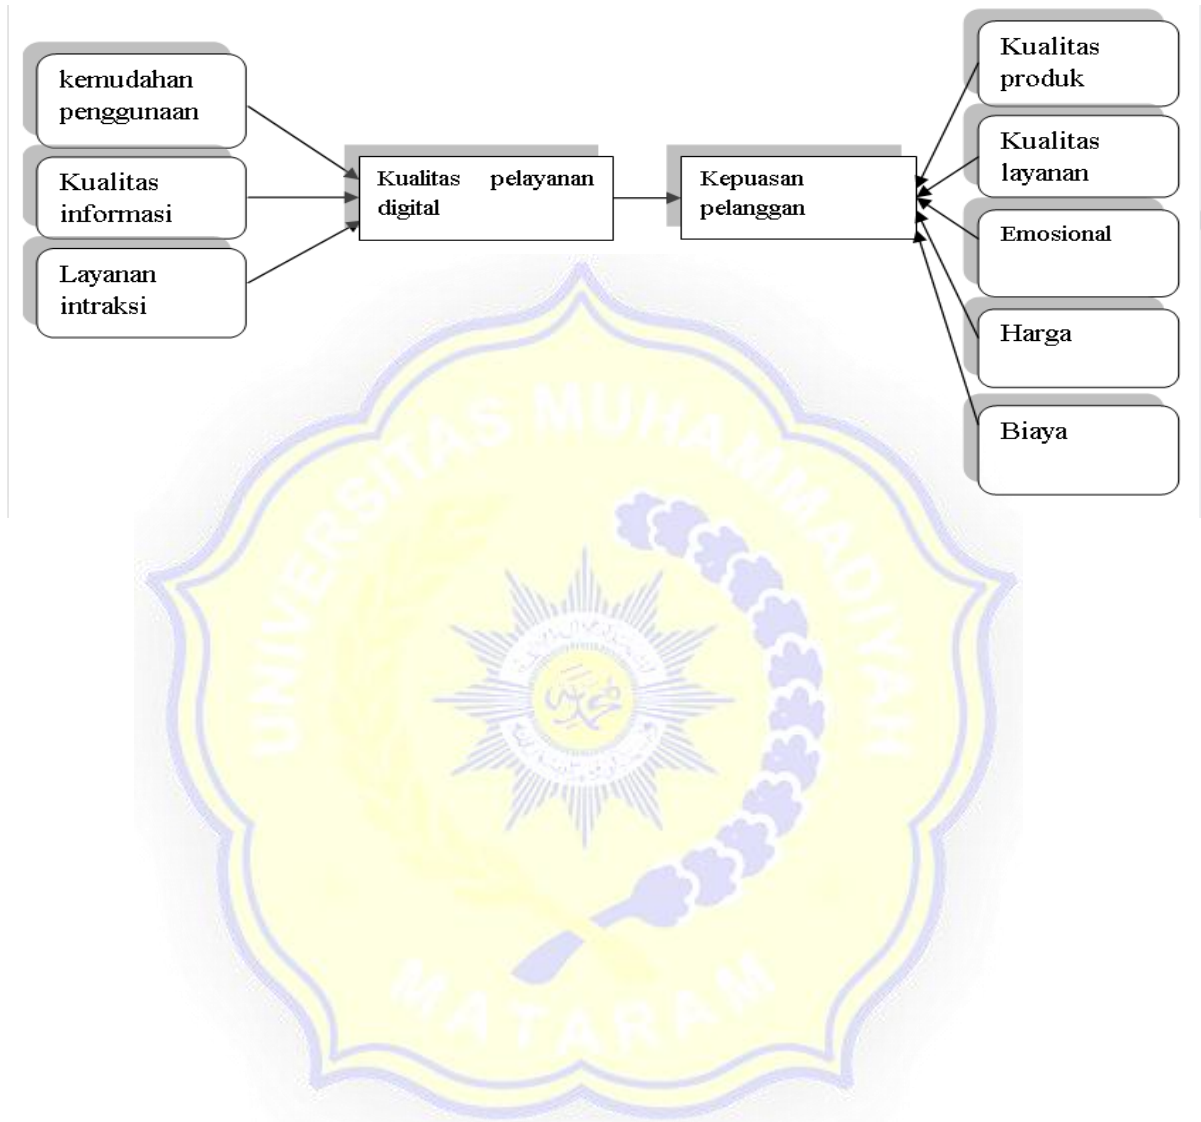 kemudahan
penggunaan
Kualitas
informasi
Layanan
intraksi
Kualitas pelayanan
digital
Kepuasan
pelanggan
Kualitas
produk
Kualitas
layanan
Emosional
Harga
Biaya
UNIVERSITAS MUHAMMADIYAH
MATARAM